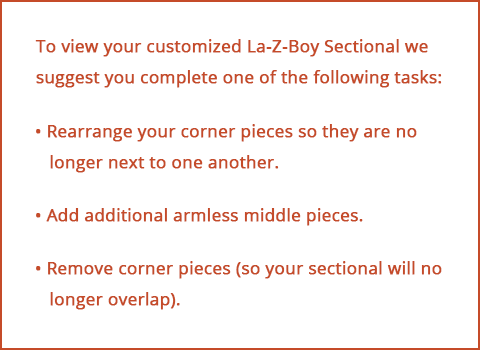 To view your customized La-Z-Boy Sectional we
suggest you complete one of the following tasks:
• Rearrange your corner pieces so they are no
longer next to one another.
• Add additional armless middle pieces.
• Remove corner pieces (so your sectional will no
longer overlap).